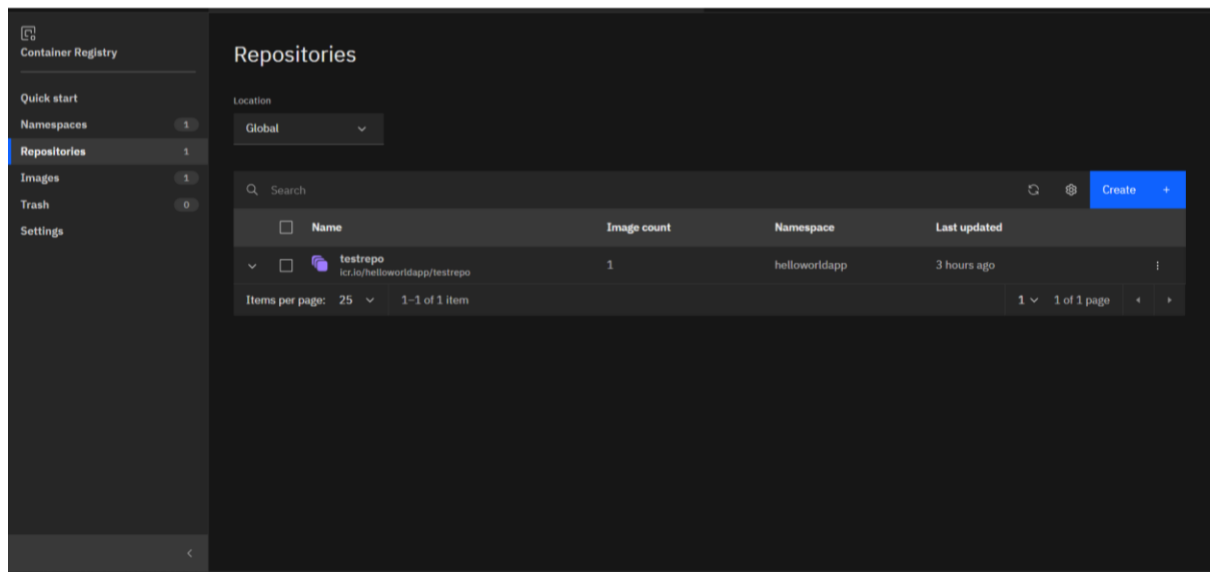 Container Registry
Quick start
Namespaces 1
Repositories 1
Images 1
Trash 0
Settings
Repositories
Location
Global
Search
Create +
Name Image count Namespace Last updated
testrepo
icr.io/helloworldapp/testrepo
1 helloworldapp 3 hours ago
Items per page: 25 1–1 of 1 item 1 1 of 1 page